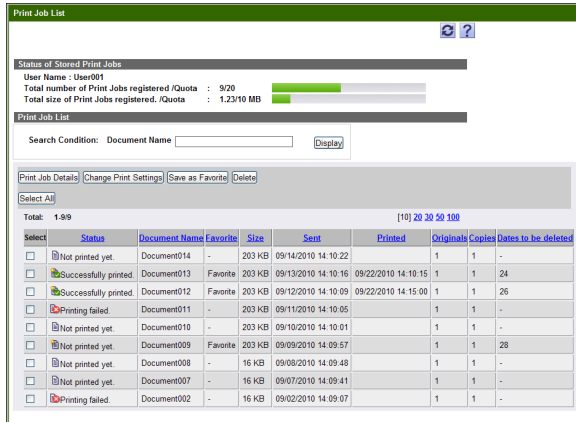 Print Job List
?
Status of Stored Print Jobs
User Name : User001
Total number of Print Jobs registered /Quota : 9/20
Total size of Print Jobs registered. /Quota : 1.23/10 MB
Print Job List
Search Condition: Document Name Display
Print Job Details Change Print Settings Save as Favorite Delete
Select All
Total: 1-9/9 [10] 20 30 50 100
Select Status Document Name Favorite Size Sent Printed Originals Copies Dates to be deleted
Not printed yet. Document014 - 203 KB 09/14/2010 14:10:22 1 1 -
Successfully printed. Document013 Favorite 203 KB 09/13/2010 14:10:16 09/22/2010 14:10:15 1 1 24
Successfully printed. Document012 Favorite 203 KB 09/12/2010 14:10:09 09/22/2010 14:15:00 1 1 26
Printing failed. Document011 - 203 KB 09/11/2010 14:10:05 1 1 -
Not printed yet. Document010 - 203 KB 09/10/2010 14:10:01 1 1 -
Not printed yet. Document009 Favorite 203 KB 09/09/2010 14:09:57 1 1 28
Not printed yet. Document008 - 16 KB 09/08/2010 14:09:48 1 1 -
Not printed yet. Document007 - 16 KB 09/07/2010 14:09:41 1 1 -
Printing failed. Document002 - 16 KB 09/02/2010 14:09:07 1 1 -